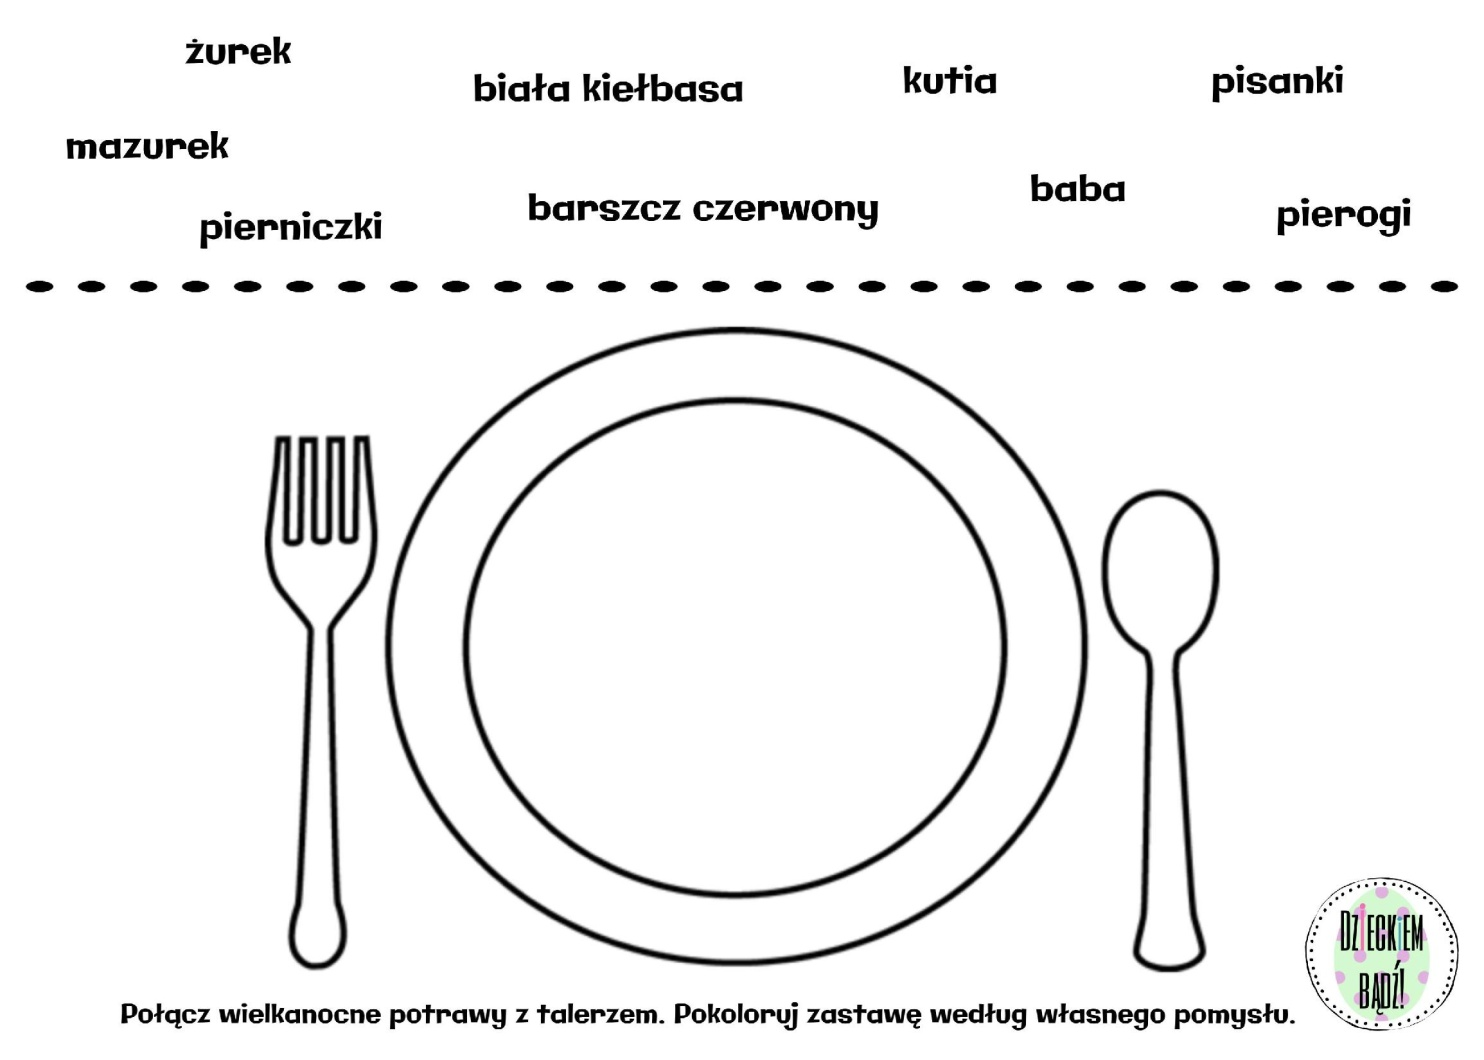 żurek
biała kiełbasa
kutia
pisanki
mazurek
baba
barszcz czerwony
pierogi
pierniczki
Połącz wielkanocne potrawy z talerzem. Pokoloruj zastawę według własnego pomysłu.
DZIECKIEM
BĄDŹ!